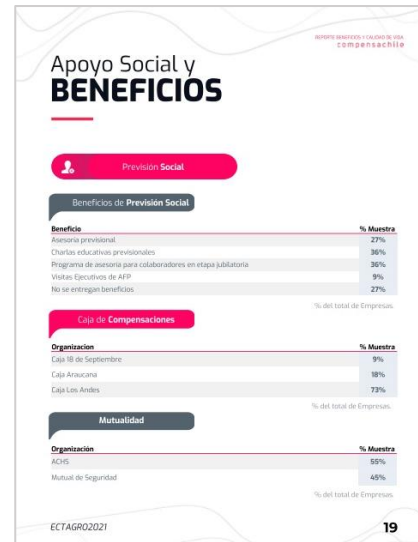 REPORTE BENEFICIOS Y CALIDAD DE VIDA
compensachile
Apoyo Social y
BENEFICIOS
Previsión Social
Beneficios de Previsión Social
Beneficio % Muestra
Asesoría previsional 27%
Charlas educativas previsionales 36%
Programa de asesoría para colaboradores en etapa jubilatoria 36%
Visitas Ejecutivos de AFP 9%
No se entregan beneficios 27%
% del total de Empresas
Caja de Compensaciones
Organizacion % Muestra
Caja 18 de Septiembre 9%
Caja Araucana 18%
Caja Los Andes 73%
% del total de Empresas
Mutualidad
Organización % Muestra
ACHS 55%
Mutual de Seguridad 45%
% del total de Empresas
ECTAGRO2021 19